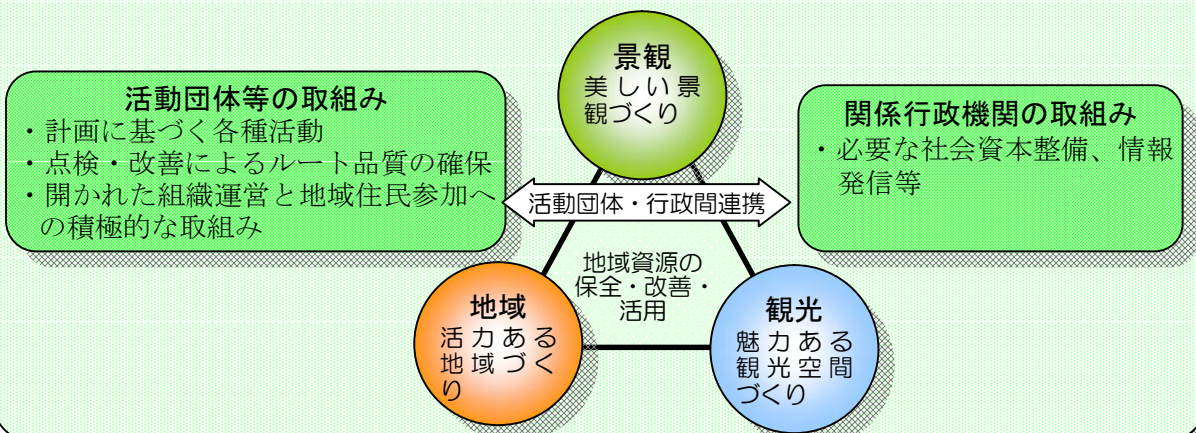 景観
美しい景
観づくり
活動団体等の取組み
・計画に基づく各種活動
・点検・改善によるルート品質の確保
・開かれた組織運営と地域住民参加へ
の積極的な取組み
関係行政機関の取組み
・必要な社会資本整備、情報
発信等
活動団体・行政間連携
地域資源の
保全・改善・
活用
地域
活力ある
地域づく
り
観光
魅力ある
観光空間
づくり